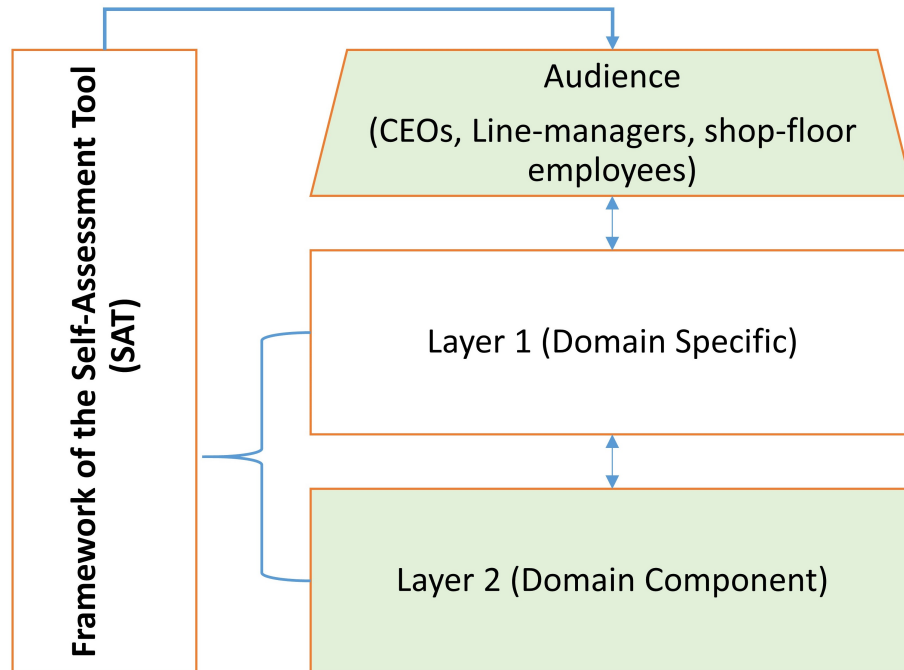 Framework of the Self-Assessment Tool
(SAT)
Audience
(CEOs, Line-managers, shop-floor
employees)
Layer 1 (Domain Specific)
Layer 2 (Domain Component)